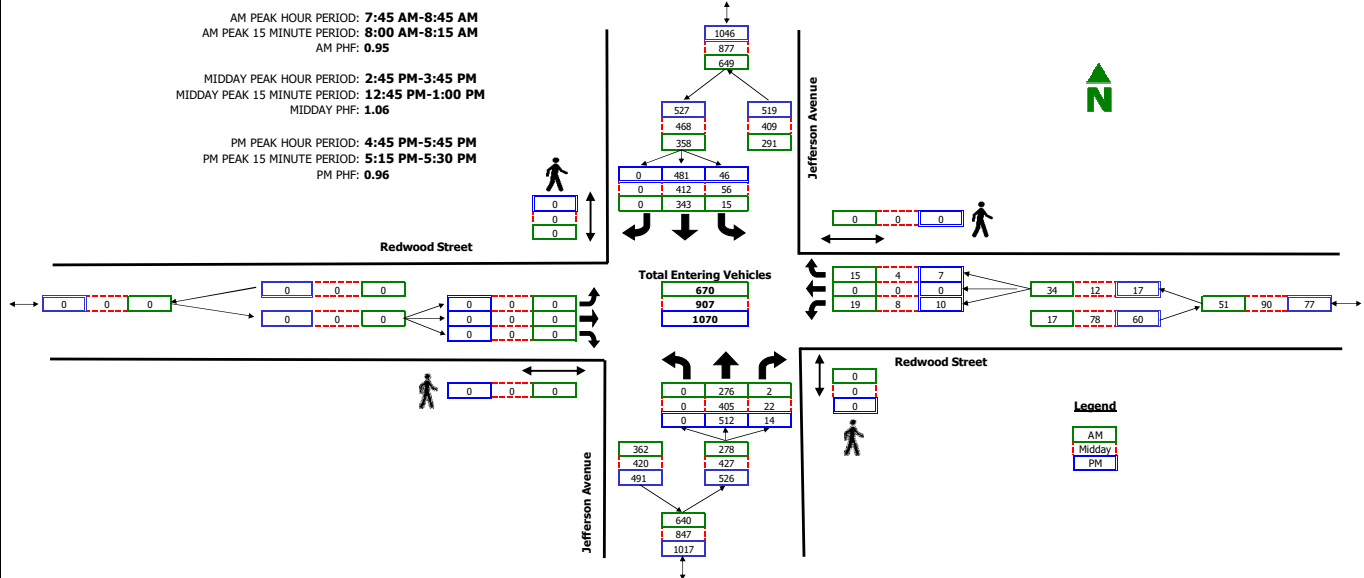 AM PEAK HOUR PERIOD: 7:45 AM-8:45 AM
AM PEAK 15 MINUTE PERIOD: 8:00 AM-8:15 AM
AM PHF: 0.95
MIDDAY PEAK HOUR PERIOD: 2:45 PM-3:45 PM
MIDDAY PEAK 15 MINUTE PERIOD: 12:45 PM-1:00 PM
MIDDAY PHF: 1.06
PM PEAK HOUR PERIOD: 4:45 PM-5:45 PM
PM PEAK 15 MINUTE PERIOD: 5:15 PM-5:30 PM
PM PHF: 0.96
1046
877
649
527
468
358
519
409
291
0 481 46
0 412 56
0 343 15
Jefferson Avenue
N
0
0
0
Redwood Street
0 0 0
0 0 0
0 0 0
0 0 0
0 0 0
0 0 0
0 0 0
Total Entering Vehicles
670
907
1070
15 4 7
0 0 0
19 8 10
34 12 17
17 78 60
51 90 77
Redwood Street
0 0 0
0 276 2
0 405 22
0 512 14
362
420
491
278
427
526
640
847
1017
Jefferson Avenue
0
0
0
Legend
AM
Midday
PM